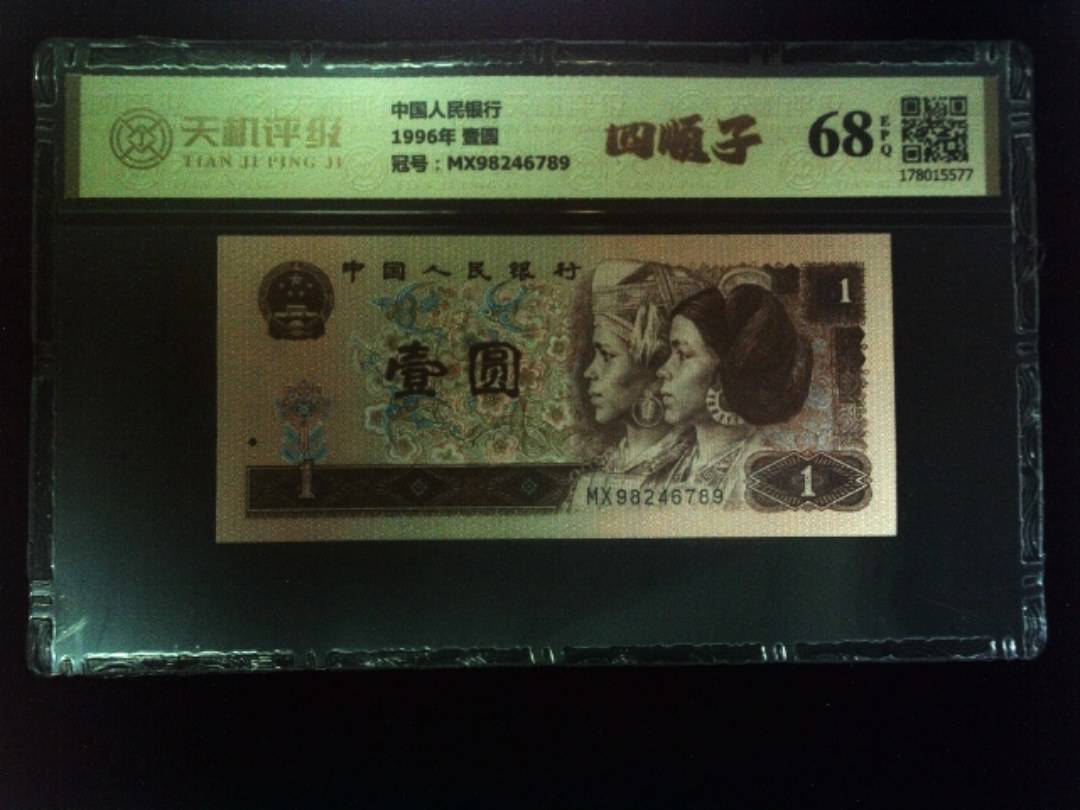 天机评级
TIAN JI PING JI
中国人民银行
1996年 壹圆
冠号：MX98246789
四顺子
68
EPQ
178015577
中国人民银行
1
壹圆
1
MX98246789
1